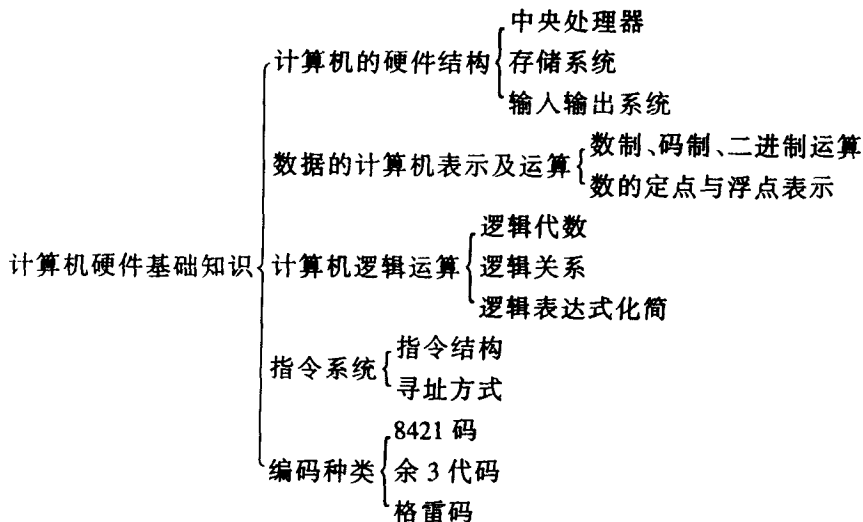 计算机硬件基础知识
计算机的硬件结构
中央处理器
存储系统
输人输出系统
数据的计算机表示及运算
数制、码制、二进制运算
数的定点与浮点表示
计算机逻辑运算
逻辑代数
逻辑关系
逻辑表达式化简
指令系统
指令结构
寻址方式
编码种类
8421 码
余 3 代码
格雷码